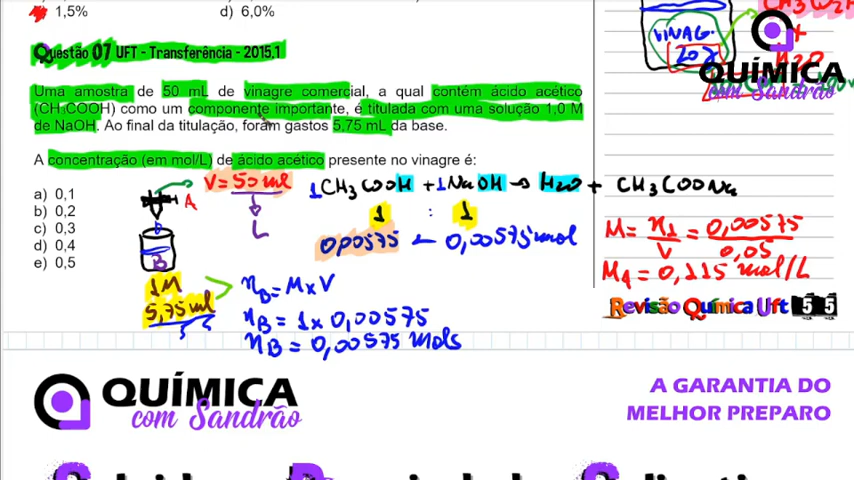 1,5%
d) 6,0%
Questão 07 UFT - Transferência - 2015.1
Uma amostra de 50 mL de vinagre comercial, a qual contém ácido acético
(CH₃COOH) como um componente importante, é titulada com uma solução 1,0 M
de NaOH. Ao final da titulação, foram gastos 5,75 mL da base.
A concentração (em mol/L) de ácido acético presente no vinagre é:
a) 0,1
b) 0,2
c) 0,3
d) 0,4
e) 0,5
A
V = 50 ml
L
B
1M
5,75 ml
1CH₃COOH + 1NaOH → H₂O + CH₃COONa
1 : 1
0,00575 ← 0,00575 mol
nB = M x V
nB = 1 x 0,00575
nB = 0,00575 mols
VINAG.
+
QUÍMICA
com Sandrão
M = n1/V = 0,00575/0,05
MA = 0,115 mol/L
Revisão Química Uft 55
QUÍMICA
com Sandrão
A GARANTIA DO
MELHOR PREPARO